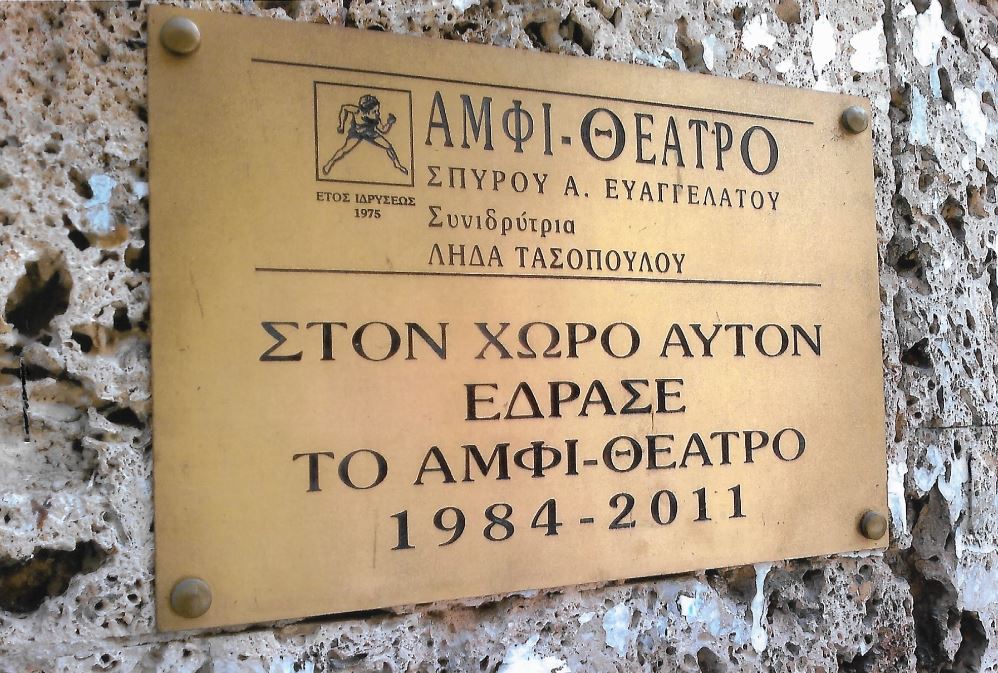 ΑΜΦΙ-ΘΕΑΤΡΟ
ΣΠΥΡΟΥ Α. ΕΥΑΓΓΕΛΑΤΟΥ
ΕΤΟΣ ΙΔΡΥΣΕΩΣ
1975
Συνιδρύτρια
ΛΗΔΑ ΤΑΣΟΠΟΥΛΟΥ
ΣΤΟΝ ΧΩΡΟ ΑΥΤΟΝ
ΕΔΡΑΣΕ
ΤΟ ΑΜΦΙ-ΘΕΑΤΡΟ
1984-2011